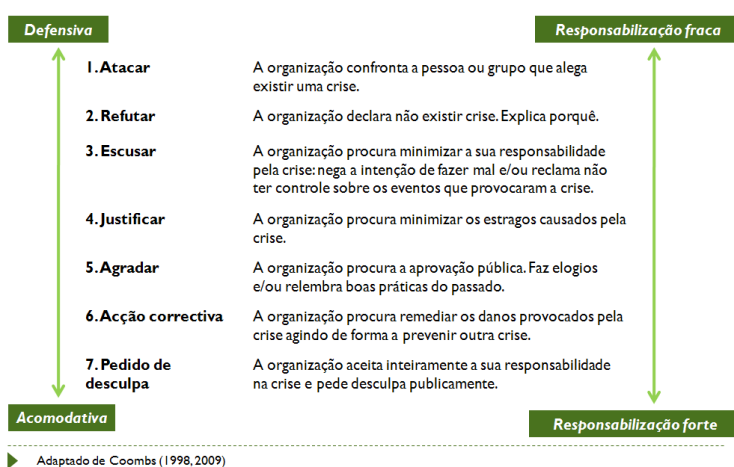 Defensiva
Responsabilização fraca
1. Atacar
A organização confronta a pessoa ou grupo que alega
existir uma crise.
2. Refutar
A organização declara não existir crise. Explica porquê.
3. Escusar
A organização procura minimizar a sua responsabilidade
pela crise: nega a intenção de fazer mal e/ou reclama não
ter controle sobre os eventos que provocaram a crise.
4. Justificar
A organização procura minimizar os estragos causados pela
crise.
5. Agradar
A organização procura a aprovação pública. Faz elogios
e/ou relembra boas práticas do passado.
6. Acção correctiva
A organização procura remediar os danos provocados pela
crise agindo de forma a prevenir outra crise.
7. Pedido de
desculpa
A organização aceita inteiramente a sua responsabilidade
na crise e pede desculpa publicamente.
Acomodativa
Responsabilização forte
Adaptado de Coombs (1998, 2009)